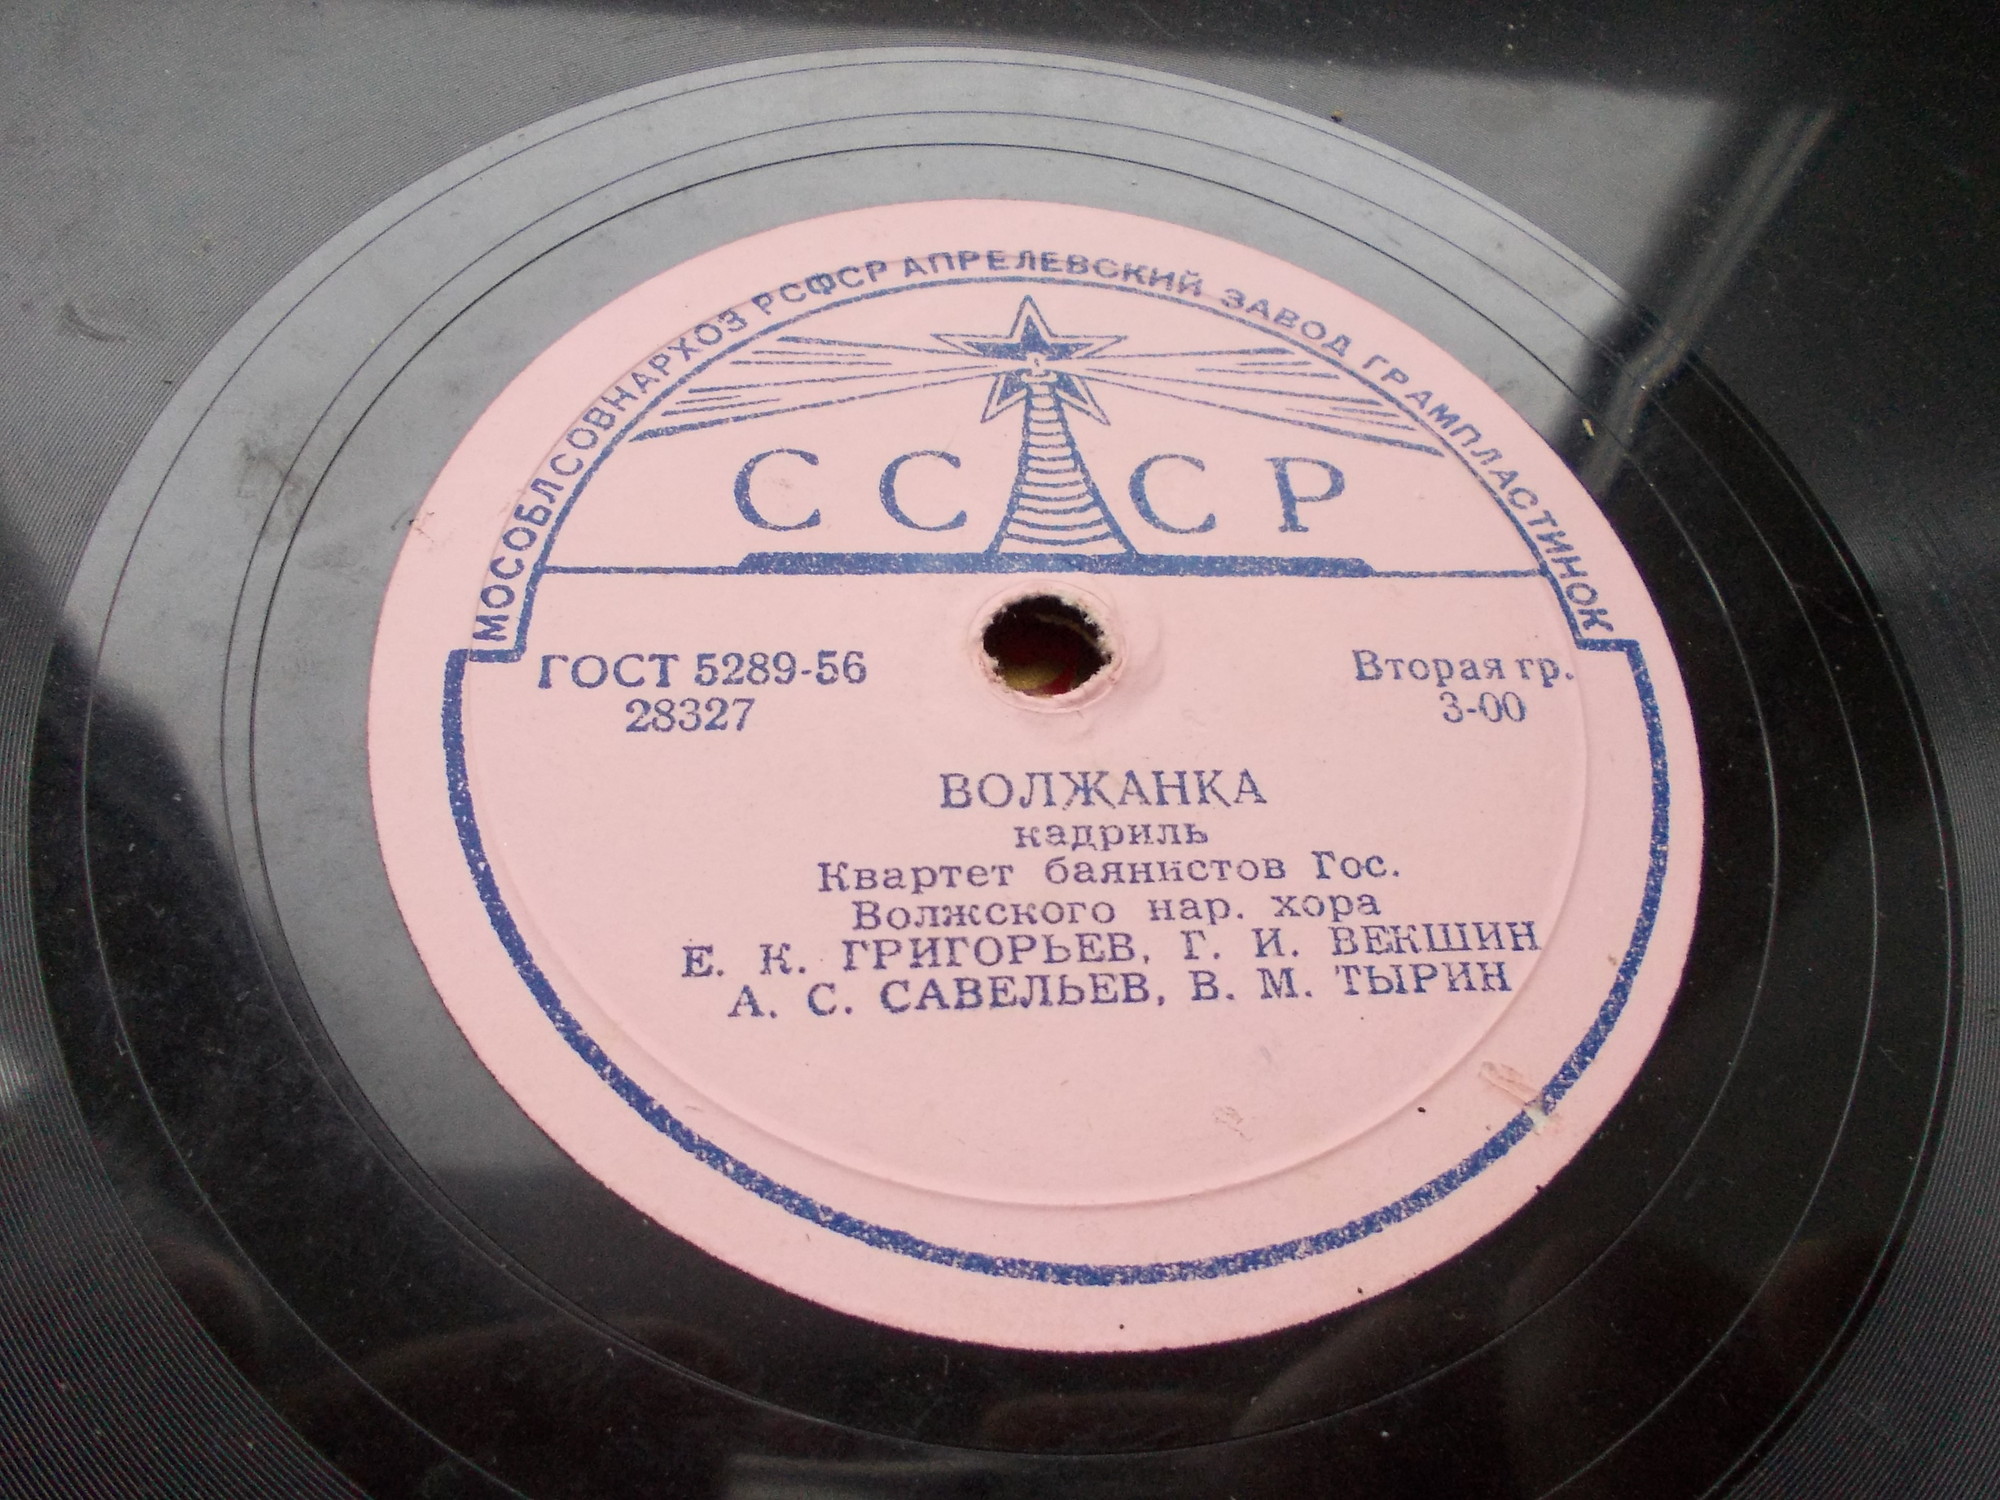 МОСОБЛСОВНАРХОЗ РСФСР АПРЕЛЕВСКИЙ ЗАВОД ГРАМПЛАСТИНОК
СССР
ГОСТ 5289-56
28327
Вторая гр.
3-00
ВОЛЖАНКА
кадриль
Квартет баянистов Гос.
Волжского нар. хора
Е. К. ГРИГОРЬЕВ, Г. И. ВЕКШИН
А. С. САВЕЛЬЕВ, В. М. ТЫРИН